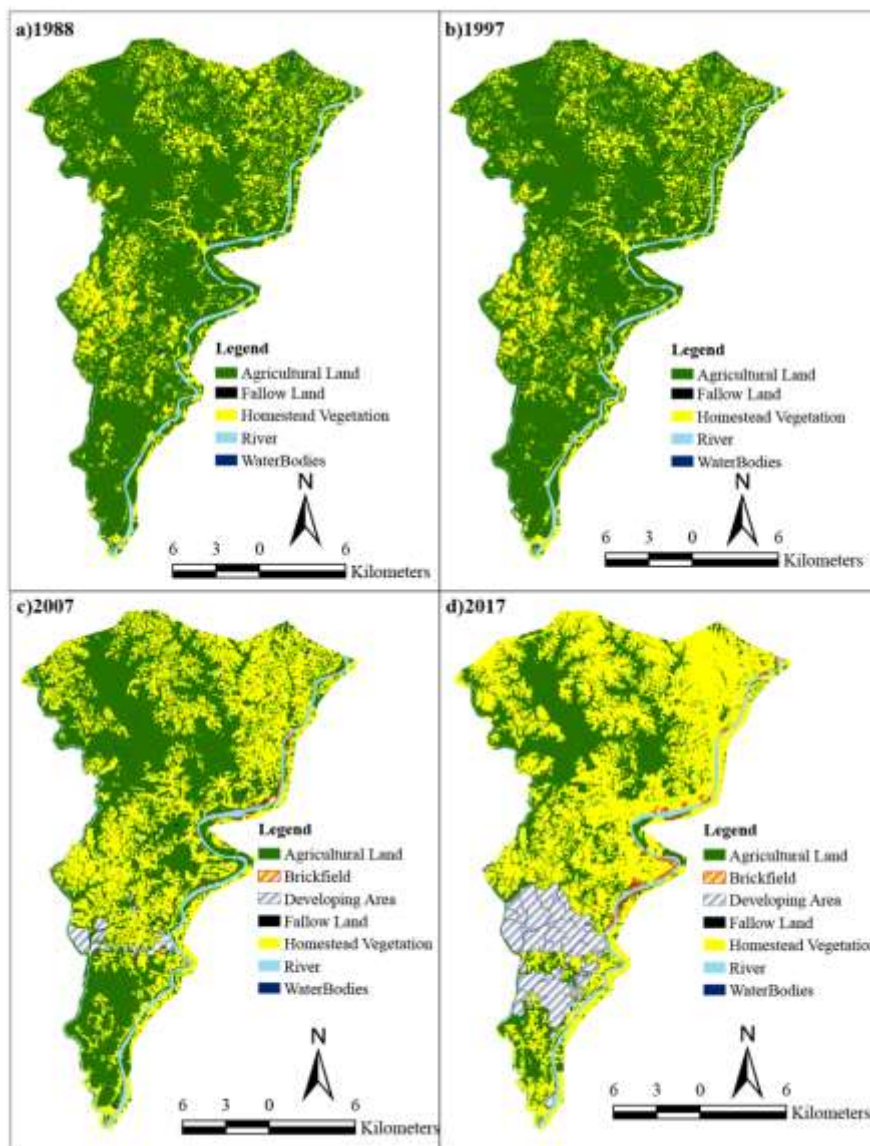 a)1988
Legend
Agricultural Land
Fallow Land
Homestead Vegetation
River
WaterBodies
N
6 3 0 6
Kilometers
b)1997
Legend
Agricultural Land
Fallow Land
Homestead Vegetation
River
WaterBodies
N
6 3 0 6
Kilometers
c)2007
Legend
Agricultural Land
Brickfield
Developing Area
Fallow Land
Homestead Vegetation
River
WaterBodies
N
6 3 0 6
Kilometers
d)2017
Legend
Agricultural Land
Brickfield
Developing Area
Fallow Land
Homestead Vegetation
River
WaterBodies
N
6 3 0 6
Kilometers